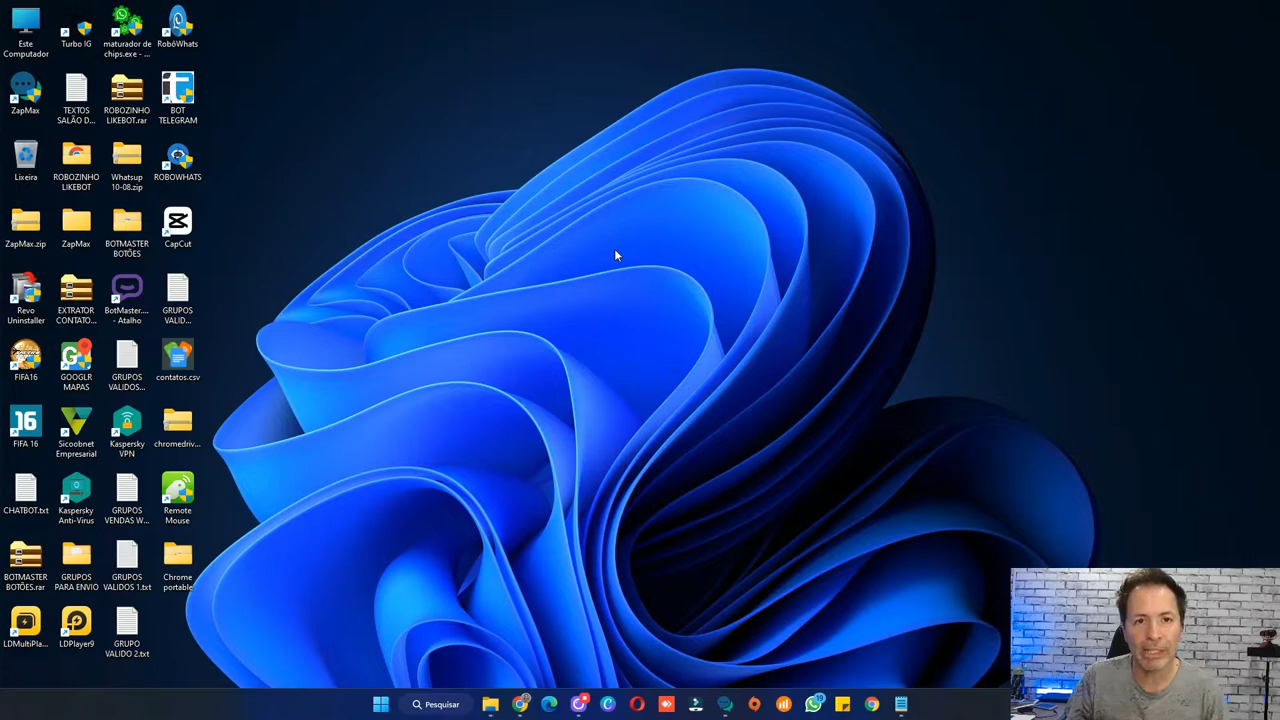 Este
Computador
Turbo IG
maturador de
chips.exe - ...
RobôWhats
ZapMax
TEXTOS
SALÃO D...
ROBOZINHO
LIKEBOT.rar
BOT
TELEGRAM
Lixeira
ROBOZINHO
LIKEBOT
Whatsup
10-08.zip
ROBOWHATS
ZapMax.zip
ZapMax
BOTMASTER
BOTÕES
CapCut
Revo
Uninstaller
EXTRATOR
CONTATO...
BotMaster...
- Atalho
GRUPOS
VALID...
FIFA16
GOOGLR
MAPAS
GRUPOS
VALIDOS...
contatos.csv
16
FIFA 16
Sicoobnet
Empresarial
Kaspersky
VPN
chromedriv...
CHATBOT.txt
Kaspersky
Anti-Virus
GRUPOS
VENDAS W...
Remote
Mouse
BOTMASTER
BOTÕES.rar
GRUPOS
PARA ENVIO
GRUPOS
VALIDOS 1.txt
Chrome
portable
LDMultiPla...
LDPlayer9
GRUPO
VALIDO 2.txt
Pesquisar
19